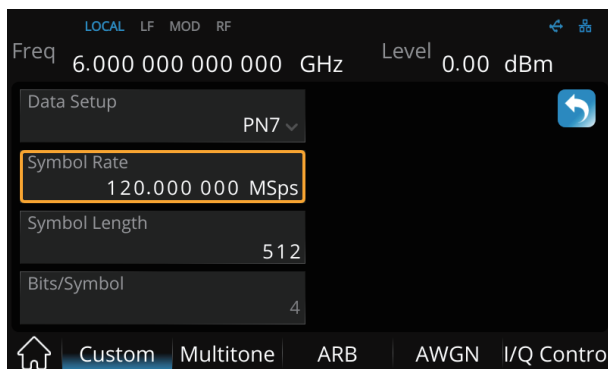 LOCAL LF MOD RF
Freq 6.000 000 000 000 GHz Level 0.00 dBm
Data Setup
PN7
Symbol Rate
120.000 000 MSps
Symbol Length
512
Bits/Symbol
4
Custom Multitone ARB AWGN I/Q Contro